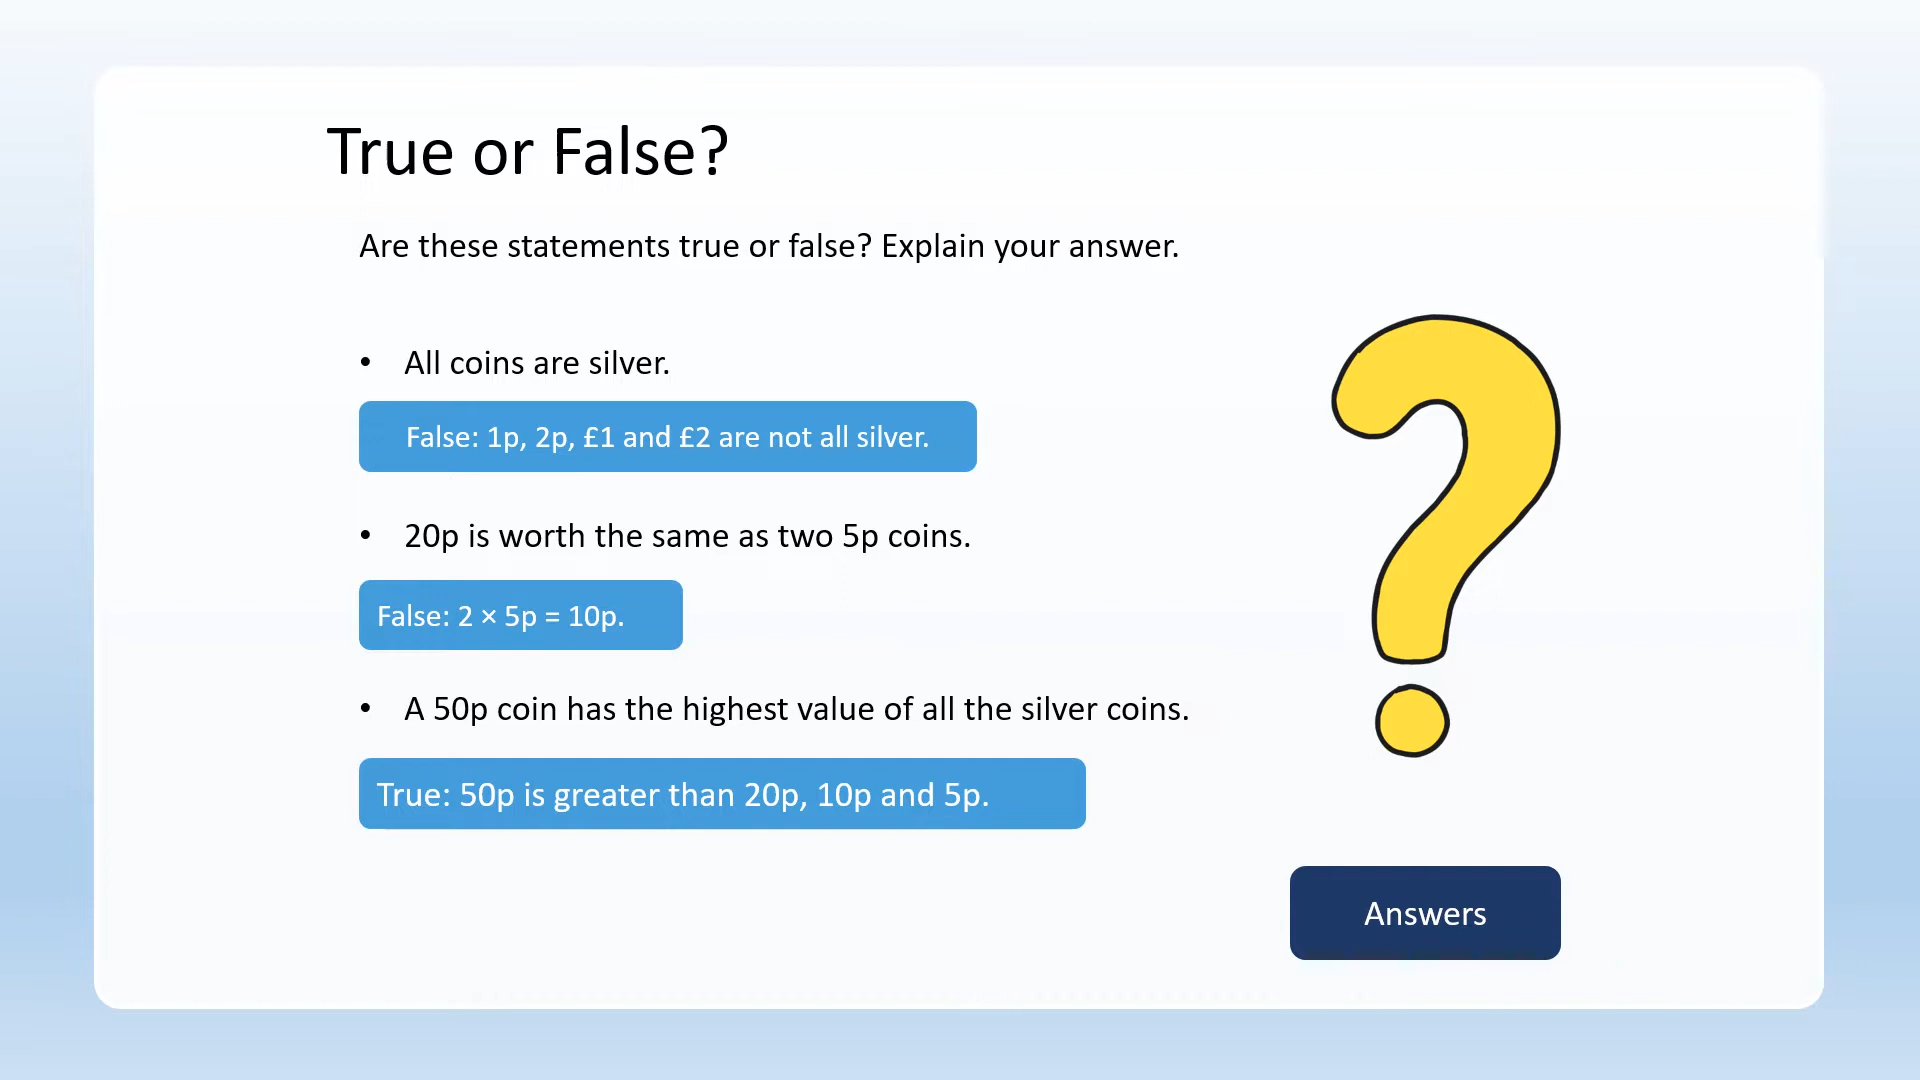 True or False?
Are these statements true or false? Explain your answer.
• All coins are silver.
False: 1p, 2p, £1 and £2 are not all silver.
• 20p is worth the same as two 5p coins.
False: 2 × 5p = 10p.
• A 50p coin has the highest value of all the silver coins.
True: 50p is greater than 20p, 10p and 5p.
Answers